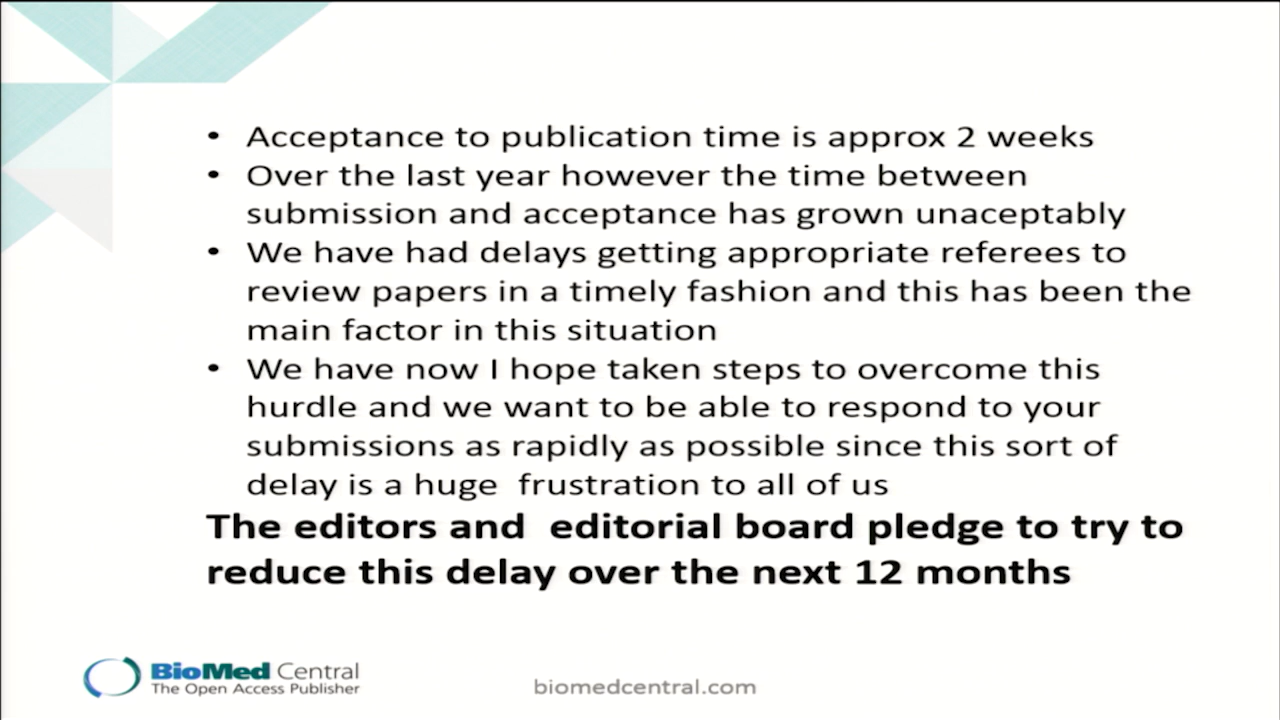 • Acceptance to publication time is approx 2 weeks
• Over the last year however the time between
submission and acceptance has grown unaceptably
• We have had delays getting appropriate referees to
review papers in a timely fashion and this has been the
main factor in this situation
• We have now I hope taken steps to overcome this
hurdle and we want to be able to respond to your
submissions as rapidly as possible since this sort of
delay is a huge  frustration to all of us
The editors and  editorial board pledge to try to
reduce this delay over the next 12 months
BioMed Central
The Open Access Publisher
biomedcentral.com